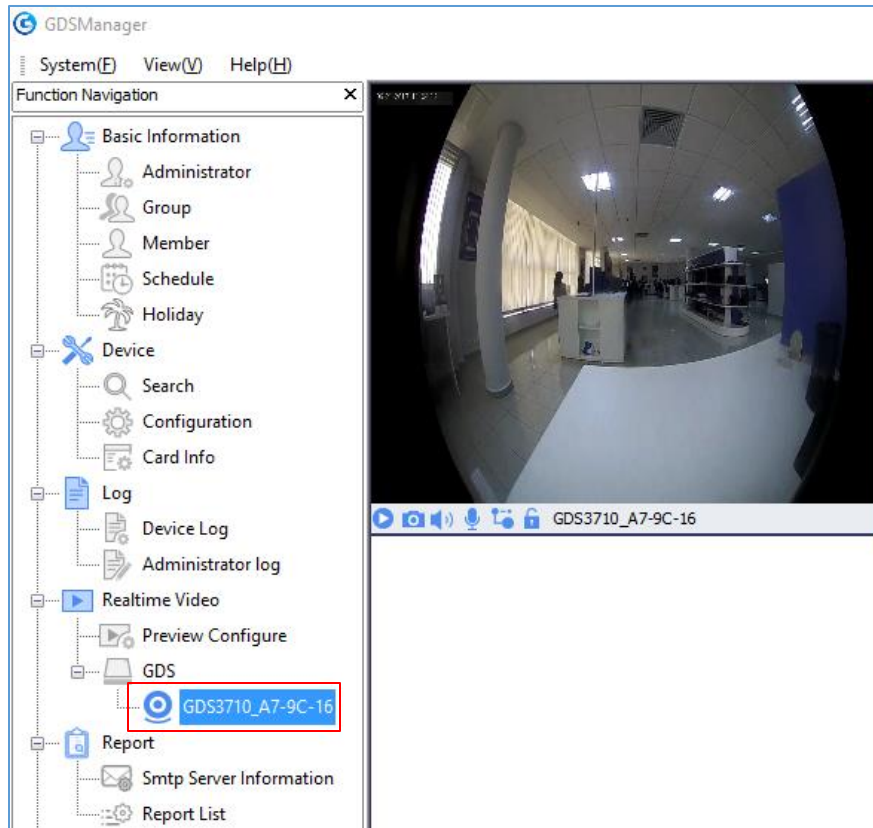 GDSManager
System(F) View(V) Help(H)
Function Navigation
Basic Information
Administrator
Group
Member
Schedule
Holiday
Device
Search
Configuration
Card Info
Log
Device Log
Administrator log
Realtime Video
Preview Configure
GDS
GDS3710_A7-9C-16
Report
Smtp Server Information
Report List
GDS3710_A7-9C-16